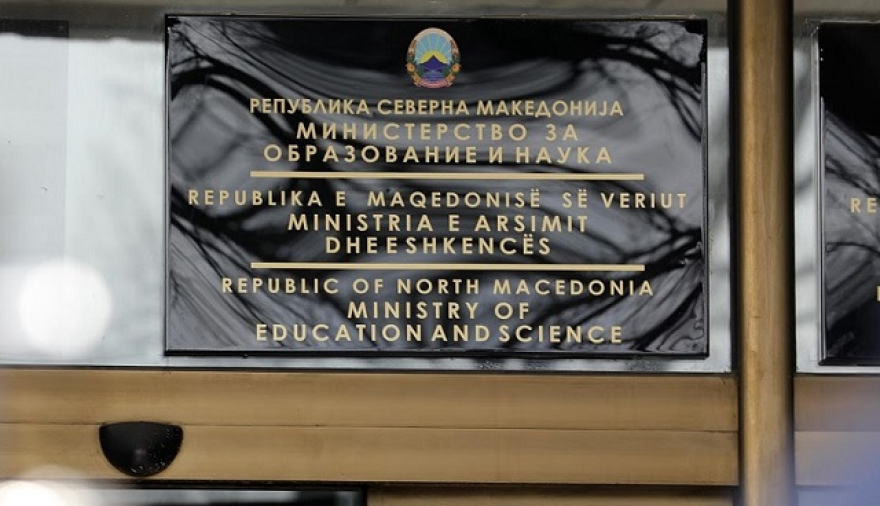 РЕПУБЛИКА СЕВЕРНА МАКЕДОНИЈА
МИНИСТЕРСТВО ЗА
ОБРАЗОВАНИЕ И НАУКА
REPUBLIKA E MAQEDONISË SË VERIUT
MINISTRIA E ARSIMIT
DHE E SHKENCËS
REPUBLIC OF NORTH MACEDONIA
MINISTRY OF
EDUCATION AND SCIENCE